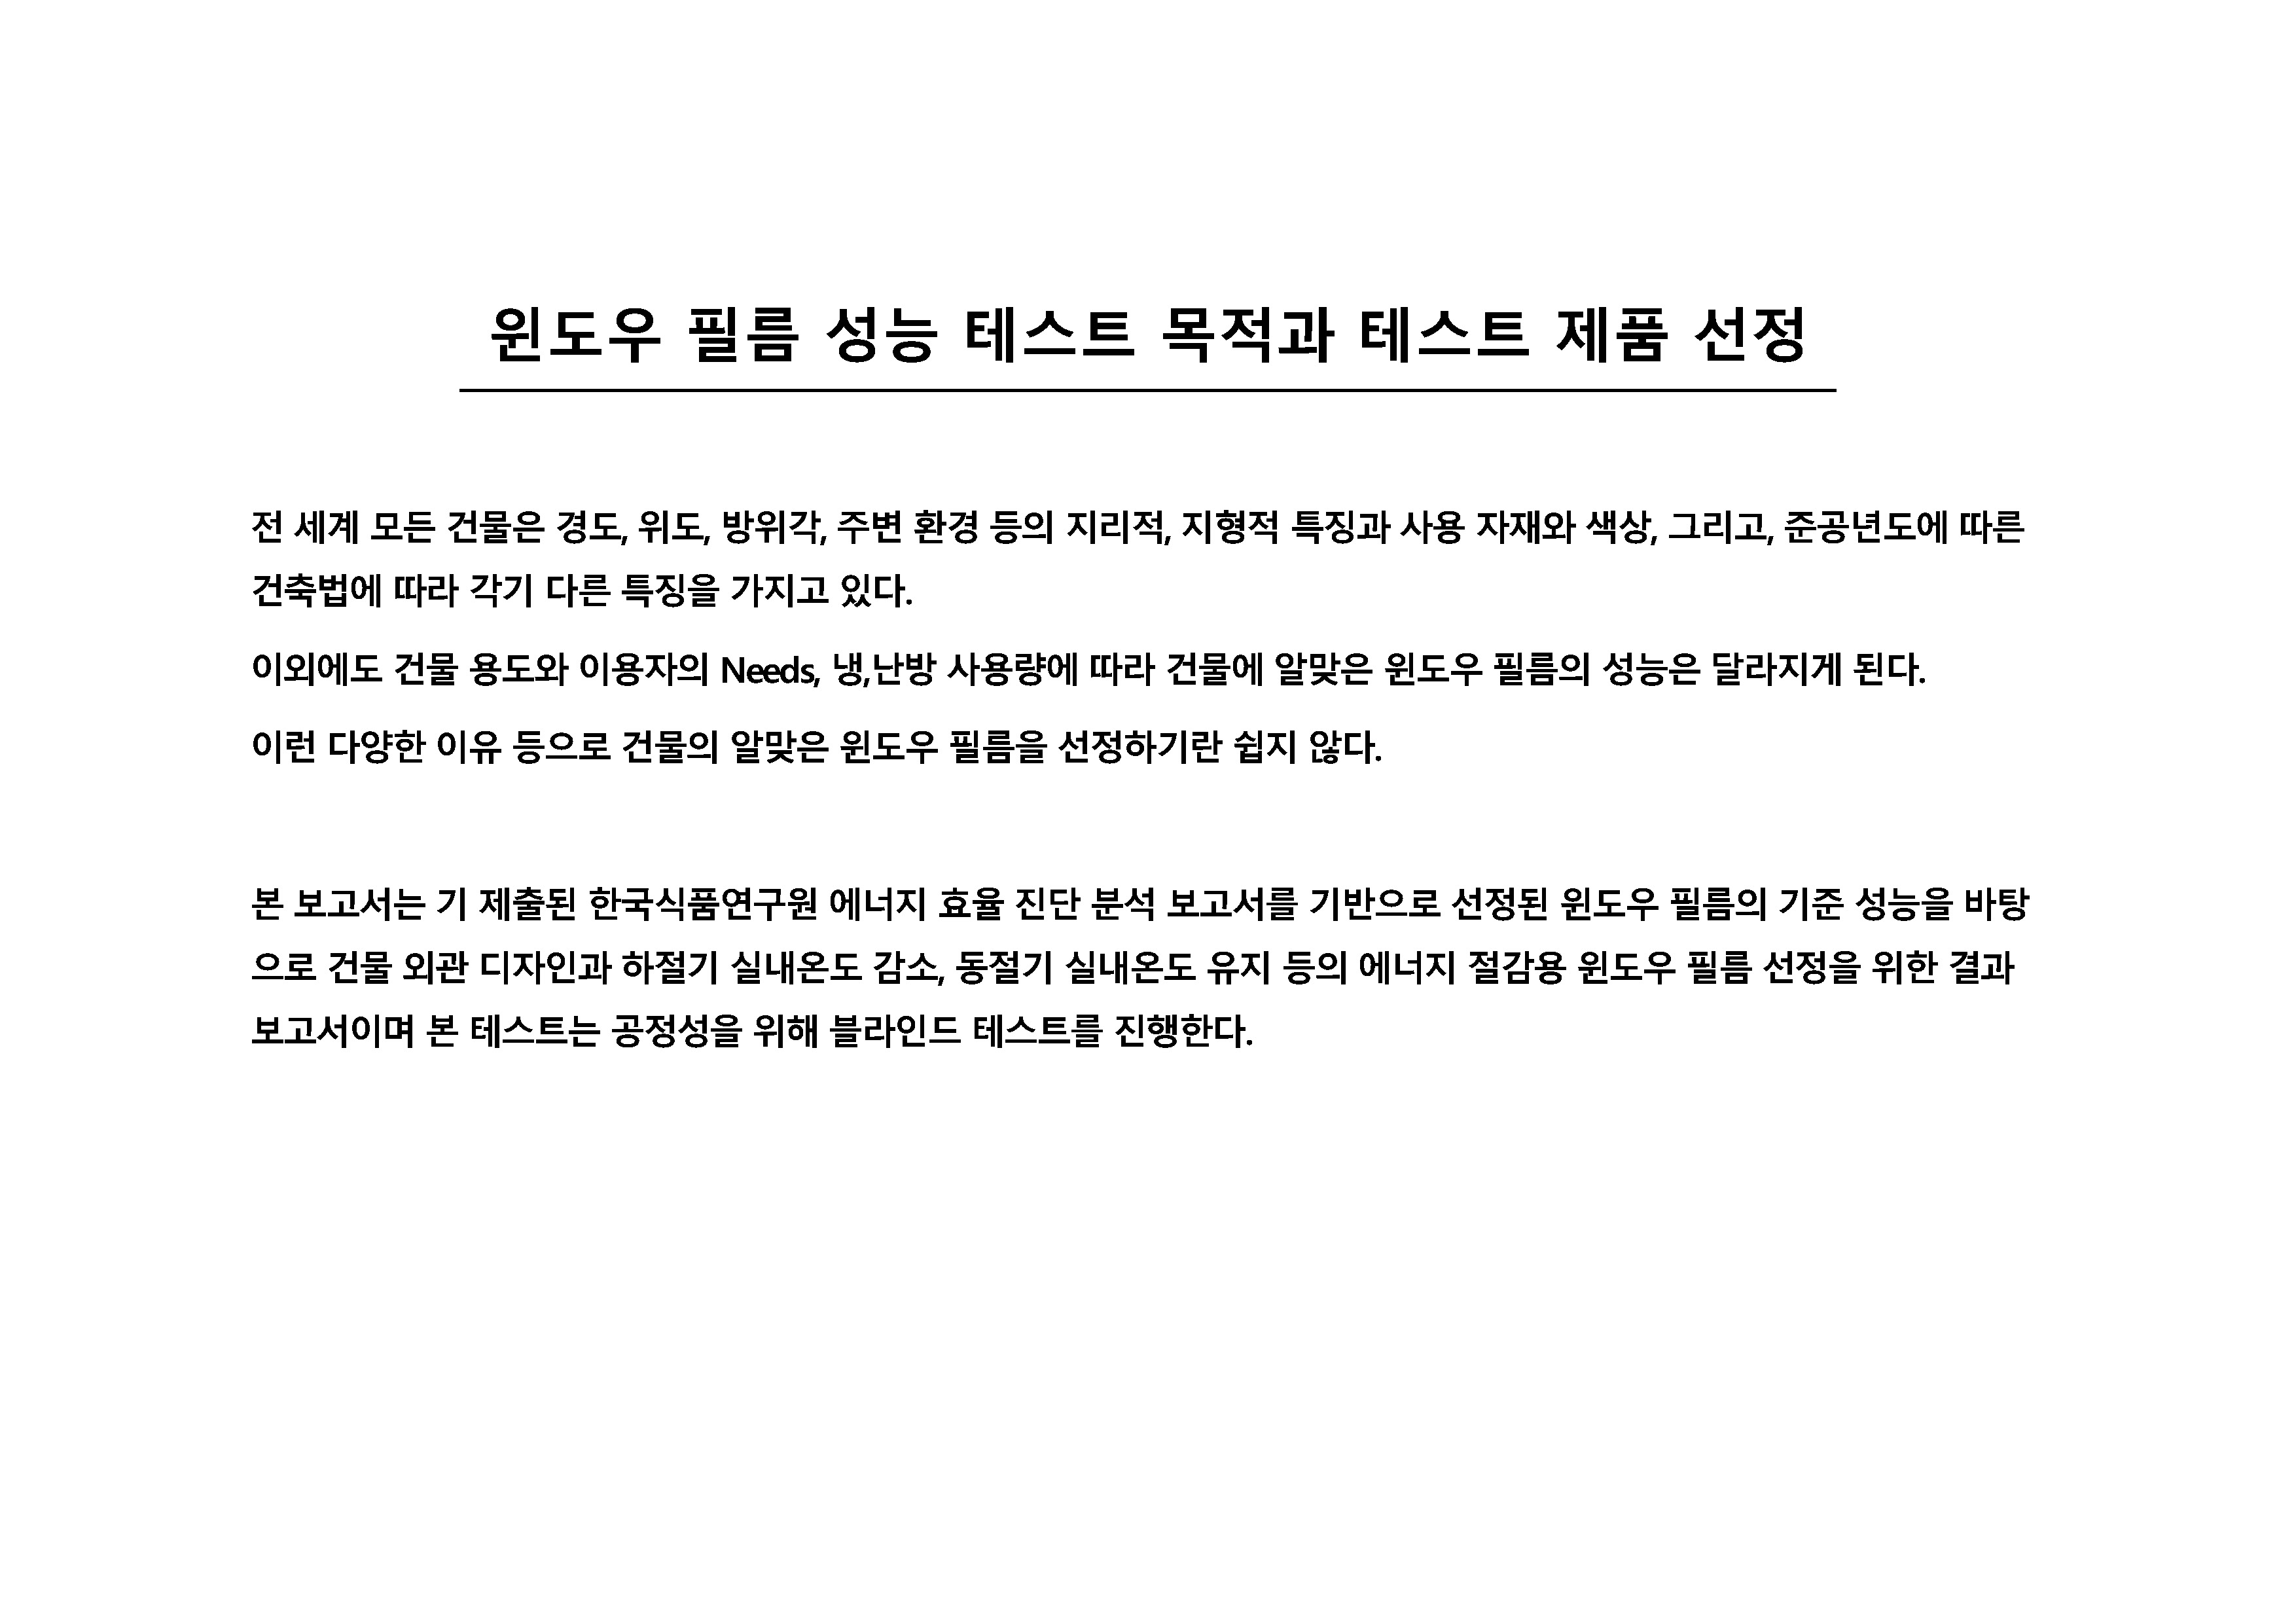 윈도우 필름 성능 테스트 목적과 테스트 제품 선정
전 세계 모든 건물은 경도, 위도, 방위각, 주변 환경 등의 지리적, 지형적 특징과 사용 자재와 색상, 그리고, 준공년도에 따른
건축법에 따라 각기 다른 특징을 가지고 있다.
이외에도 건물 용도와 이용자의 Needs, 냉,난방 사용량에 따라 건물에 알맞은 윈도우 필름의 성능은 달라지게 된다.
이런 다양한 이유 등으로 건물의 알맞은 윈도우 필름을 선정하기란 쉽지 않다.
본 보고서는 기 제출된 한국식품연구원 에너지 효율 진단 분석 보고서를 기반으로 선정된 윈도우 필름의 기준 성능을 바탕
으로 건물 외관 디자인과 하절기 실내온도 감소, 동절기 실내온도 유지 등의 에너지 절감용 윈도우 필름 선정을 위한 결과
보고서이며 본 테스트는 공정성을 위해 블라인드 테스트를 진행한다.